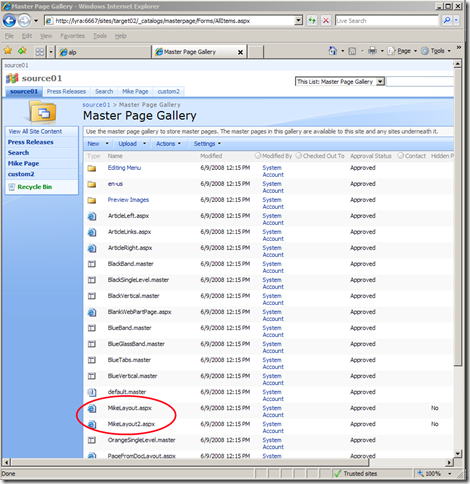 Master Page Gallery - Windows Internet Explorer
http://lyra:6667/sites/target02/_catalogs/masterpage/Forms/AllItems.aspx
Live Search
File Edit View Favorites Tools Help
alp
Master Page Gallery
Page
Tools
source01
source01
This List: Master Page Gallery
source01 Press Releases Search Mike Page custom2
View All Site Content
Press Releases
Search
Mike Page
custom2
Recycle Bin
source01 > Master Page Gallery
Master Page Gallery
Use the master page gallery to store master pages. The master pages in this gallery are available to this site and any sites underneath it.
New Upload Actions Settings
Type Name Modified Modified By Checked Out To Approval Status Contact Hidden P
Editing Menu 6/9/2008 12:15 PM System Account Approved
en-us 6/9/2008 12:15 PM System Account Approved
Preview Images 6/9/2008 12:15 PM System Account Approved
ArticleLeft.aspx 6/9/2008 12:15 PM System Account Approved
ArticleLinks.aspx 6/9/2008 12:15 PM System Account Approved
ArticleRight.aspx 6/9/2008 12:15 PM System Account Approved
BlackBand.master 6/9/2008 12:15 PM System Account Approved
BlackSingleLevel.master 6/9/2008 12:15 PM System Account Approved
BlackVertical.master 6/9/2008 12:15 PM System Account Approved
BlankWebPartPage.aspx 6/9/2008 12:15 PM System Account Approved
BlueBand.master 6/9/2008 12:15 PM System Account Approved
BlueGlassBand.master 6/9/2008 12:15 PM System Account Approved
BlueTabs.master 6/9/2008 12:15 PM System Account Approved
BlueVertical.master 6/9/2008 12:15 PM System Account Approved
default.master 6/9/2008 12:15 PM System Account Approved
MikeLayout.aspx 6/9/2008 12:15 PM System Account Approved No
MikeLayout2.aspx 6/9/2008 12:15 PM System Account Approved No
OrangeSingleLevel.master 6/9/2008 12:15 PM System Account Approved
PageFromDocLayout.aspx 6/9/2008 12:15 PM System Approved
Done
Trusted sites
100%